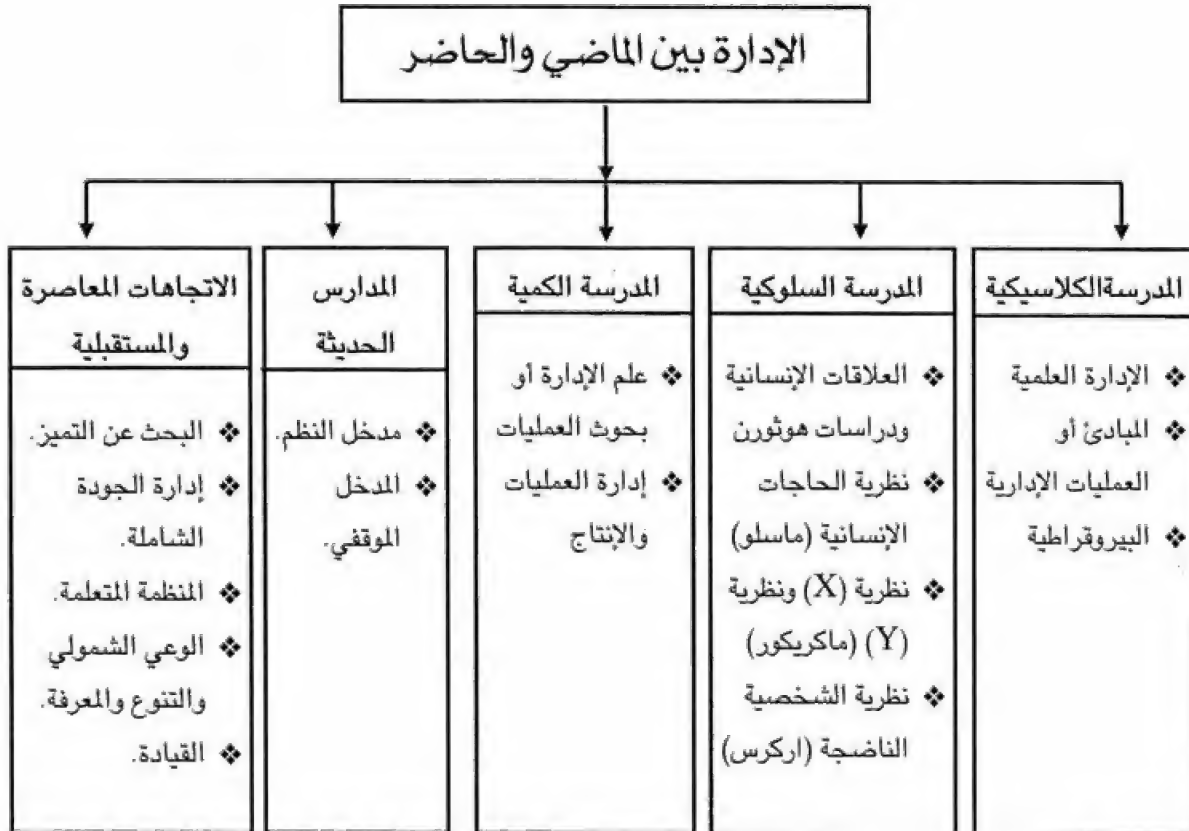 الإدارة بين الماضي والحاضر
المدرسةالكلاسيكية
❖ الإدارة العلمية
❖ المبادئ أو
العمليات الإدارية
❖ البيروقراطية
المدرسة السلوكية
❖ العلاقات الإنسانية
ودراسات هوثورن
❖ نظرية الحاجات
الإنسانية (ماسلو)
❖ نظرية (X) ونظرية
(Y) (ماكريكور)
❖ نظرية الشخصية
الناضجة (اركرس)
المدرسة الكمية
❖ علم الإدارة أو
بحوث العمليات
❖ إدارة العمليات
والإنتاج
المدارس
الحديثة
❖ مدخل النظم.
❖ المدخل
الموقفي.
الاتجاهات المعاصرة
والمستقبلية
❖ البحث عن التميز.
❖ إدارة الجودة
الشاملة.
❖ المنظمة المتعلمة.
❖ الوعي الشمولي
والتنوع والمعرفة.
❖ القيادة.